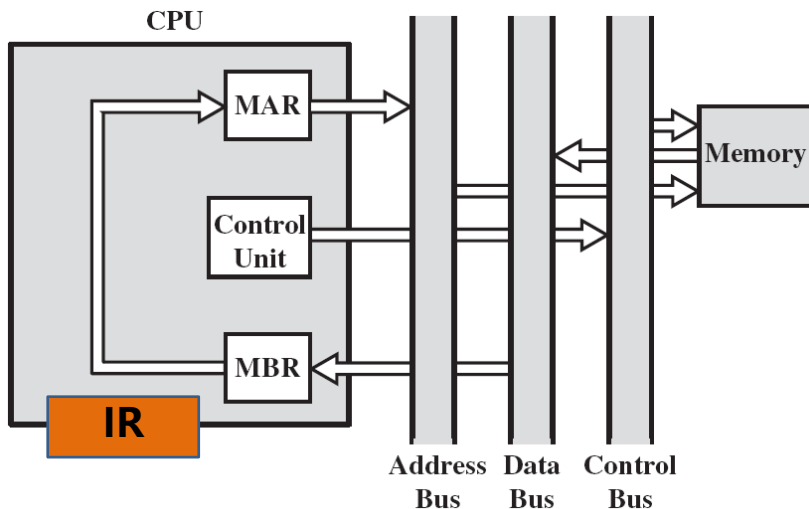 CPU
MAR
Memory
Control
Unit
MBR
IR
Address
Bus
Data
Bus
Control
Bus